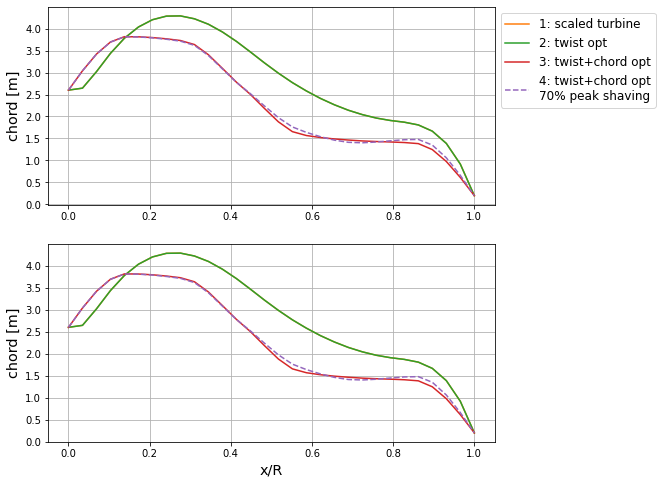 4.0
3.5
3.0
2.5
2.0
1.5
1.0
0.5
0.0
chord [m]
0.0 0.2 0.4 0.6 0.8 1.0
1: scaled turbine
2: twist opt
3: twist+chord opt
4: twist+chord opt
70% peak shaving
4.0
3.5
3.0
2.5
2.0
1.5
1.0
0.5
0.0
chord [m]
0.0 0.2 0.4 0.6 0.8 1.0
x/R